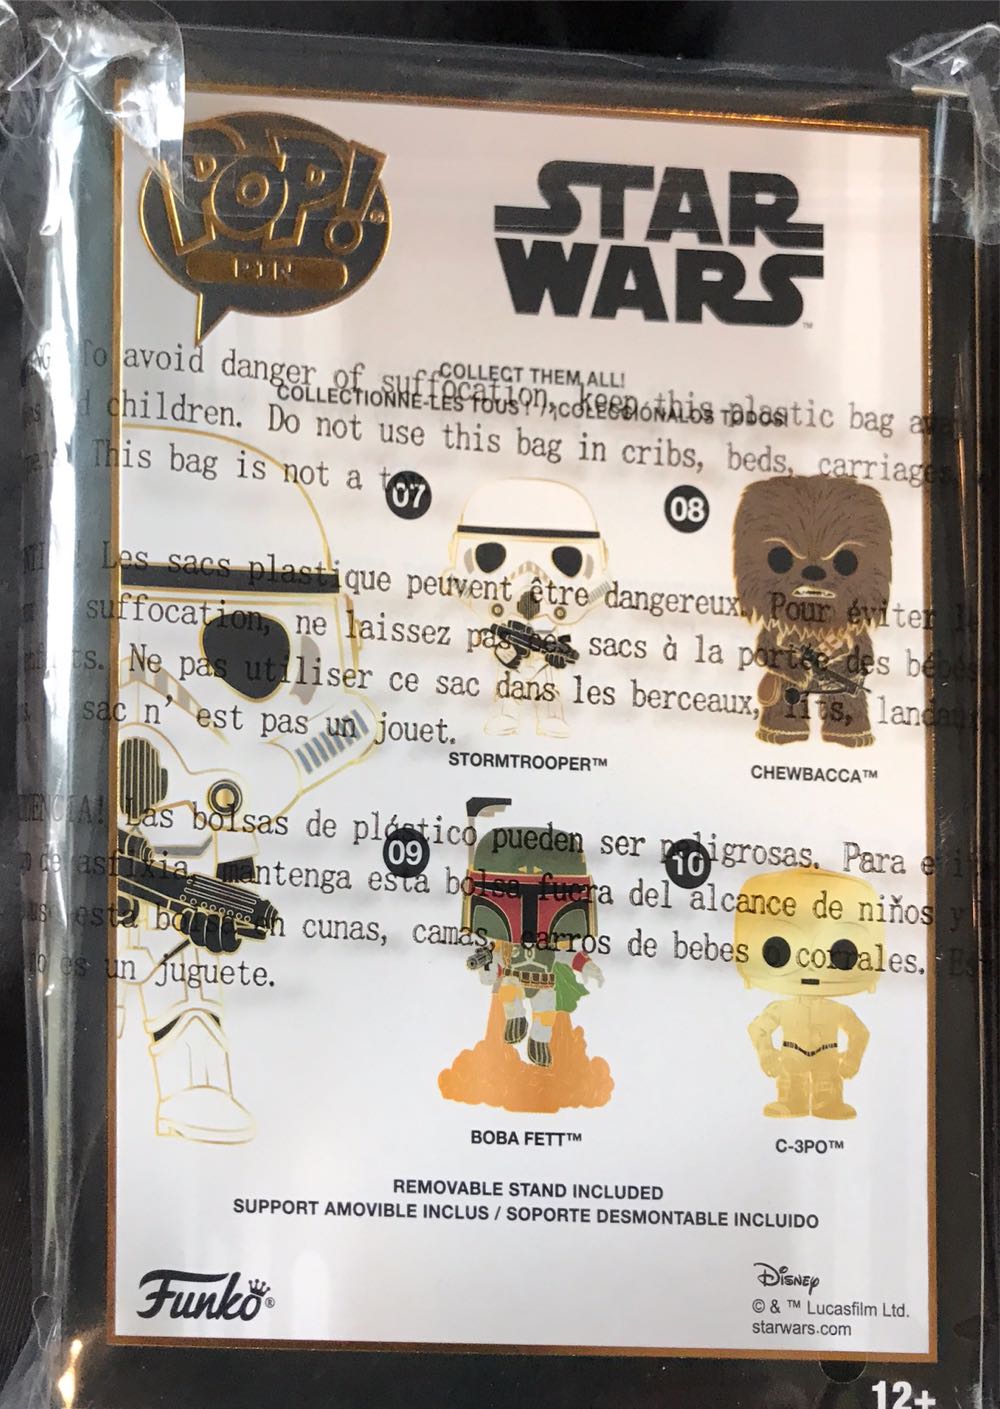 POP!
PIN
STAR
WARS™
COLLECT THEM ALL!
COLLECTIONNE-LES TOUS! / ¡COLECCIÓNALOS TODOS!
To avoid danger of suffocation, keep this plastic bag
children. Do not use this bag in cribs, beds,
This bag is not a
07
08
Les sacs plastique peuvent être dangereux. Pour éviter
suffocation, ne laissez pas ces sacs à la portée des
Ne pas utiliser ce sac dans les berceaux, lits,
sac n' est pas un jouet.
STORMTROOPER™
CHEWBACCA™
Las bolsas de plástico pueden ser peligrosas. Para
asfixia, mantenga esta bolsa fuera del alcance de niños y
esta bolsa en cunas, camas, carros de bebes o corrales.
es un juguete.
09
10
BOBA FETT™
C-3PO™
REMOVABLE STAND INCLUDED
SUPPORT AMOVIBLE INCLUS / SOPORTE DESMONTABLE INCLUIDO
Funko®
Disney
© & ™ Lucasfilm Ltd.
starwars.com
12+